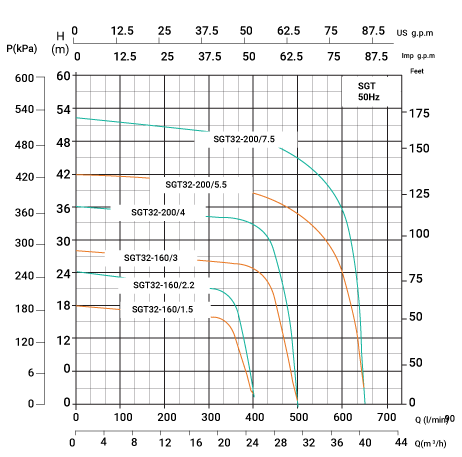 0 12.5 25 37.5 50 62.5 75 87.5 US g.p.m
H
(m)
P(kPa)
0 12.5 25 37.5 50 62.5 75 87.5 Imp g.p.m
Feet
600 60
SGT
50Hz
540 54
175
480 48
SGT32-200/7.5
150
420 42
SGT32-200/5.5
125
360 36
SGT32-200/4
100
300 30
SGT32-160/3
240 24
75
SGT32-160/2.2
180 18
SGT32-160/1.5
50
120 12
50
6 0
0 0 0
0 100 200 300 400 500 600 700 Q (l/min)90
0 4 8 12 16 20 24 28 32 36 40 44 Q(m³/h)